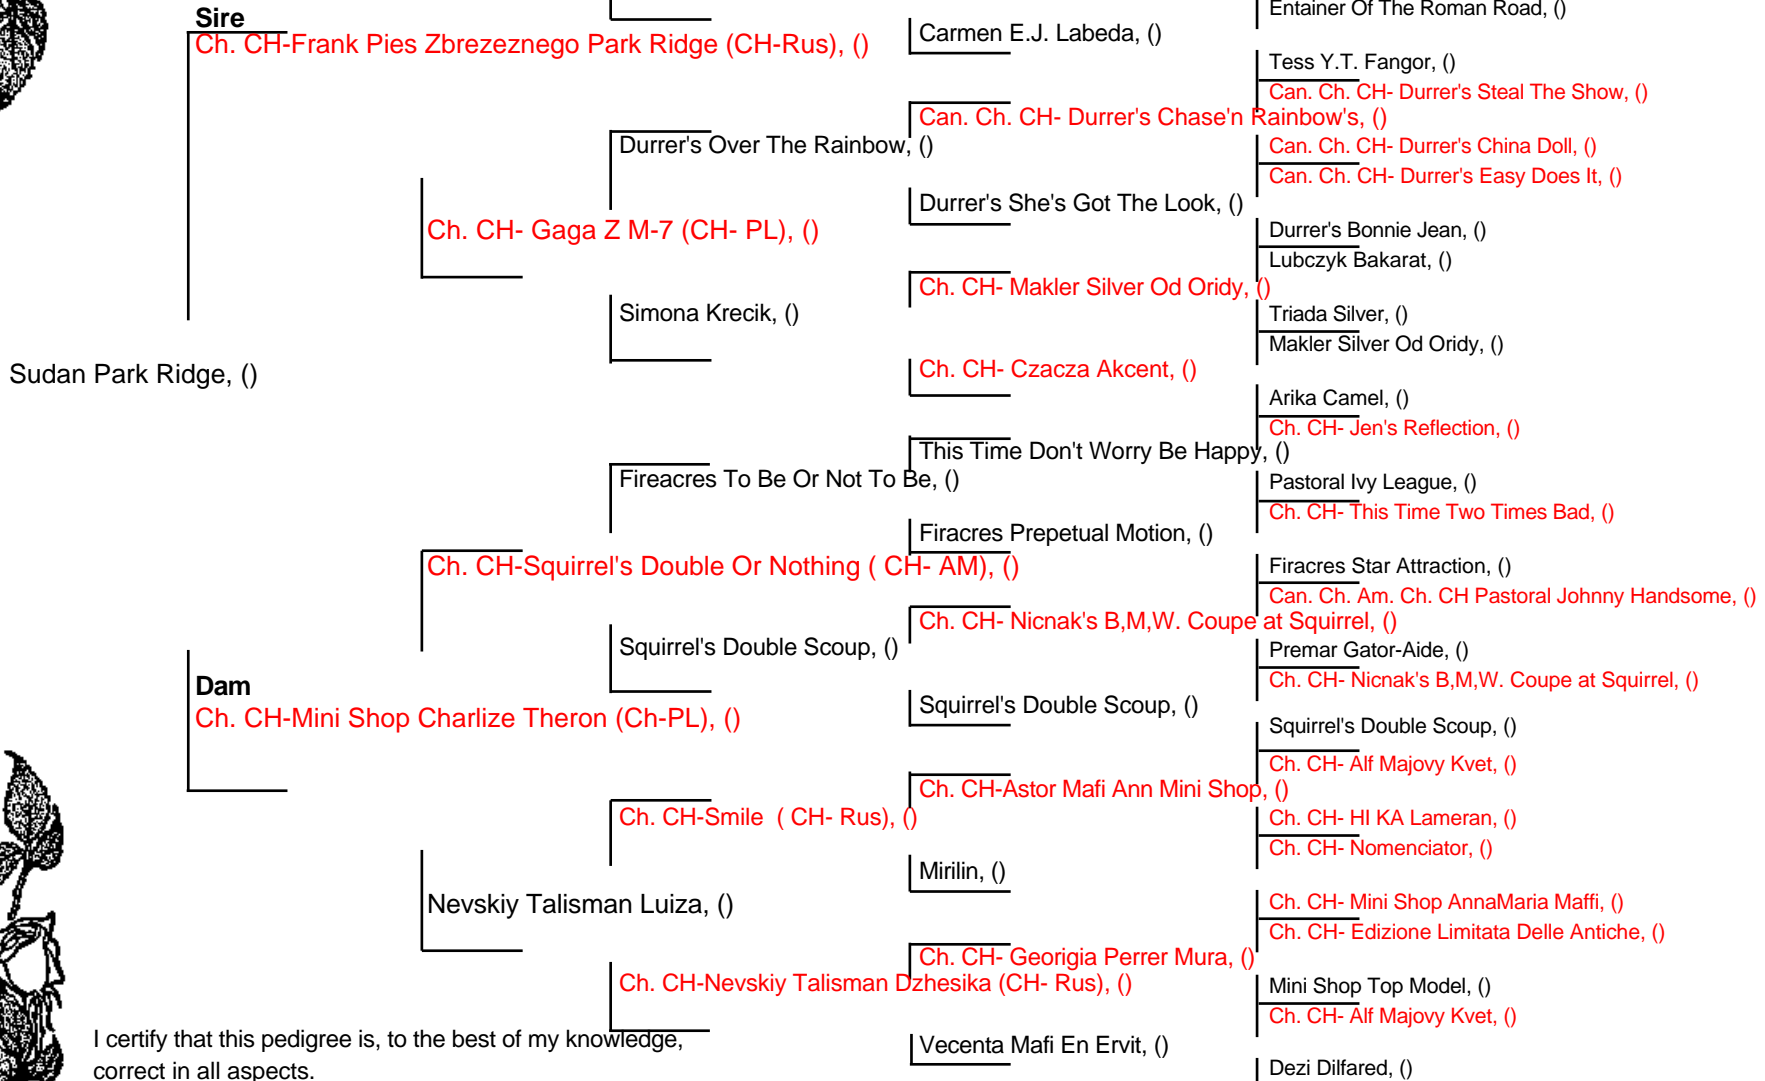 Sire
Ch. CH-Frank Pies Zbrezeznego Park Ridge (CH-Rus), ()
Sudan Park Ridge, ()
Dam
Ch. CH-Mini Shop Charlize Theron (Ch-PL), ()
Ch. CH- Gaga Z M-7 (CH- PL), ()
Ch. CH-Squirrel's Double Or Nothing ( CH- AM), ()
Nevskiy Talisman Luiza, ()
Durrer's Over The Rainbow, ()
Simona Krecik, ()
Fireacres To Be Or Not To Be, ()
Squirrel's Double Scoup, ()
Ch. CH-Smile  ( CH- Rus), ()
Ch. CH-Nevskiy Talisman Dzhesika (CH- Rus), ()
Carmen E.J. Labeda, ()
Can. Ch. CH- Durrer's Chase'n Rainbow's, ()
Durrer's She's Got The Look, ()
Ch. CH- Makler Silver Od Oridy, ()
Ch. CH- Czacza Akcent, ()
This Time Don't Worry Be Happy, ()
Firacres Prepetual Motion, ()
Ch. CH- Nicnak's B,M,W. Coupe at Squirrel, ()
Squirrel's Double Scoup, ()
Ch. CH-Astor Mafi Ann Mini Shop, ()
Mirilin, ()
Ch. CH- Georigia Perrer Mura, ()
Vecenta Mafi En Ervit, ()
Entainer Of The Roman Road, ()
Tess Y.T. Fangor, ()
Can. Ch. CH- Durrer's Steal The Show, ()
Can. Ch. CH- Durrer's China Doll, ()
Can. Ch. CH- Durrer's Easy Does It, ()
Durrer's Bonnie Jean, ()
Lubczyk Bakarat, ()
Triada Silver, ()
Makler Silver Od Oridy, ()
Arika Camel, ()
Ch. CH- Jen's Reflection, ()
Pastoral Ivy League, ()
Ch. CH- This Time Two Times Bad, ()
Firacres Star Attraction, ()
Can. Ch. Am. Ch. CH Pastoral Johnny Handsome, ()
Premar Gator-Aide, ()
Ch. CH- Nicnak's B,M,W. Coupe at Squirrel, ()
Squirrel's Double Scoup, ()
Ch. CH- Alf Majovy Kvet, ()
Ch. CH- HI KA Lameran, ()
Ch. CH- Nomenciator, ()
Ch. CH- Mini Shop AnnaMaria Maffi, ()
Ch. CH- Edizione Limitata Delle Antiche, ()
Mini Shop Top Model, ()
Ch. CH- Alf Majovy Kvet, ()
Dezi Dilfared, ()
I certify that this pedigree is, to the best of my knowledge,
correct in all aspects.